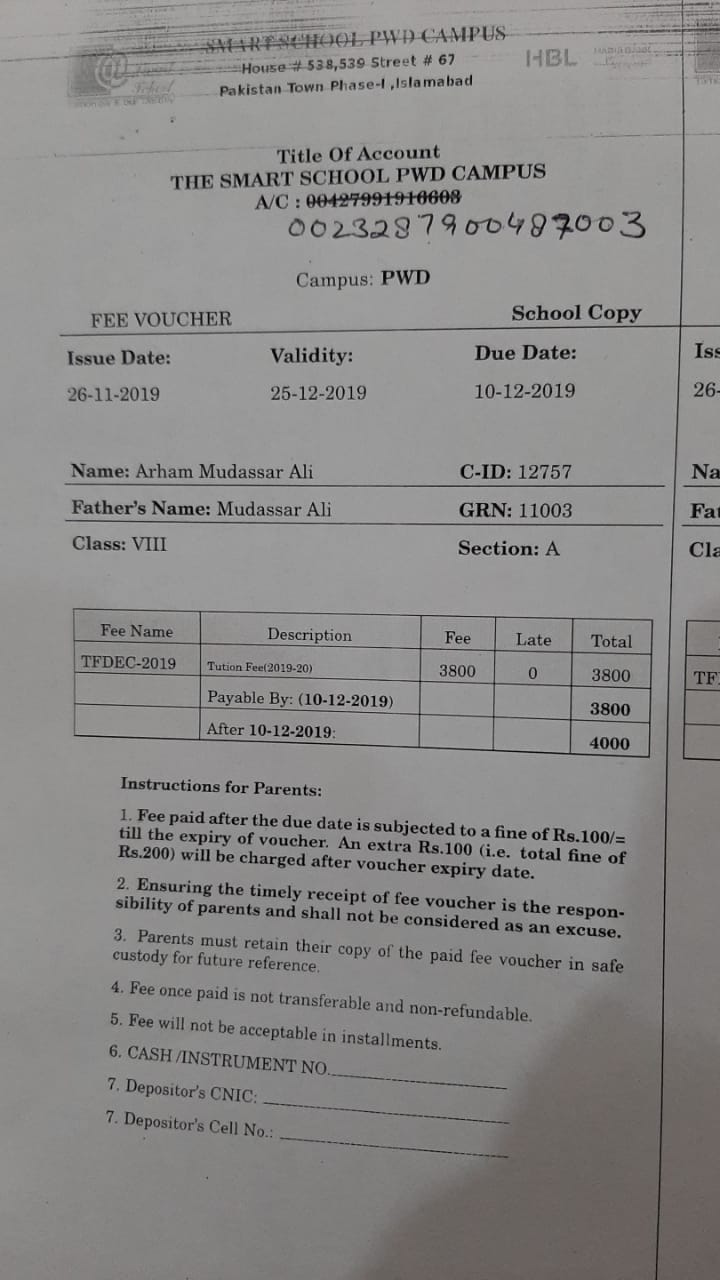 SMART SCHOOL PWD CAMPUS
House # 538,539 Street # 67
Pakistan Town Phase-I ,Islamabad
HBL
HABIB BANK
Title Of Account
THE SMART SCHOOL PWD CAMPUS
A/C : 00427991916603
0023287900487003
Campus: PWD
FEE VOUCHER School Copy
Issue Date: Validity: Due Date: Iss
26-11-2019 25-12-2019 10-12-2019 26-
Name: Arham Mudassar Ali C-ID: 12757 Na
Father's Name: Mudassar Ali GRN: 11003 Fat
Class: VIII Section: A Cla
Fee Name Description Fee Late Total
TFDEC-2019 Tution Fee(2019-20) 3800 0 3800 TF
Payable By: (10-12-2019) 3800
After 10-12-2019: 4000
Instructions for Parents:
1. Fee paid after the due date is subjected to a fine of Rs.100/=
till the expiry of voucher. An extra Rs.100 (i.e. total fine of
Rs.200) will be charged after voucher expiry date.
2. Ensuring the timely receipt of fee voucher is the respon-
sibility of parents and shall not be considered as an excuse.
3. Parents must retain their copy of the paid fee voucher in safe
custody for future reference.
4. Fee once paid is not transferable and non-refundable.
5. Fee will not be acceptable in installments.
6. CASH /INSTRUMENT NO.
7. Depositor's CNIC:
7. Depositor's Cell No.: